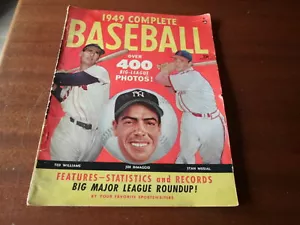 1949 COMPLETE
BASEBALL
OVER
400
BIG-LEAGUE
PHOTOS!
TED WILLIAMS
JOE DIMAGGIO
STAN MUSIAL
FEATURES—STATISTICS and RECORDS
BIG MAJOR LEAGUE ROUNDUP!
BY YOUR FAVORITE SPORTSWRITERS